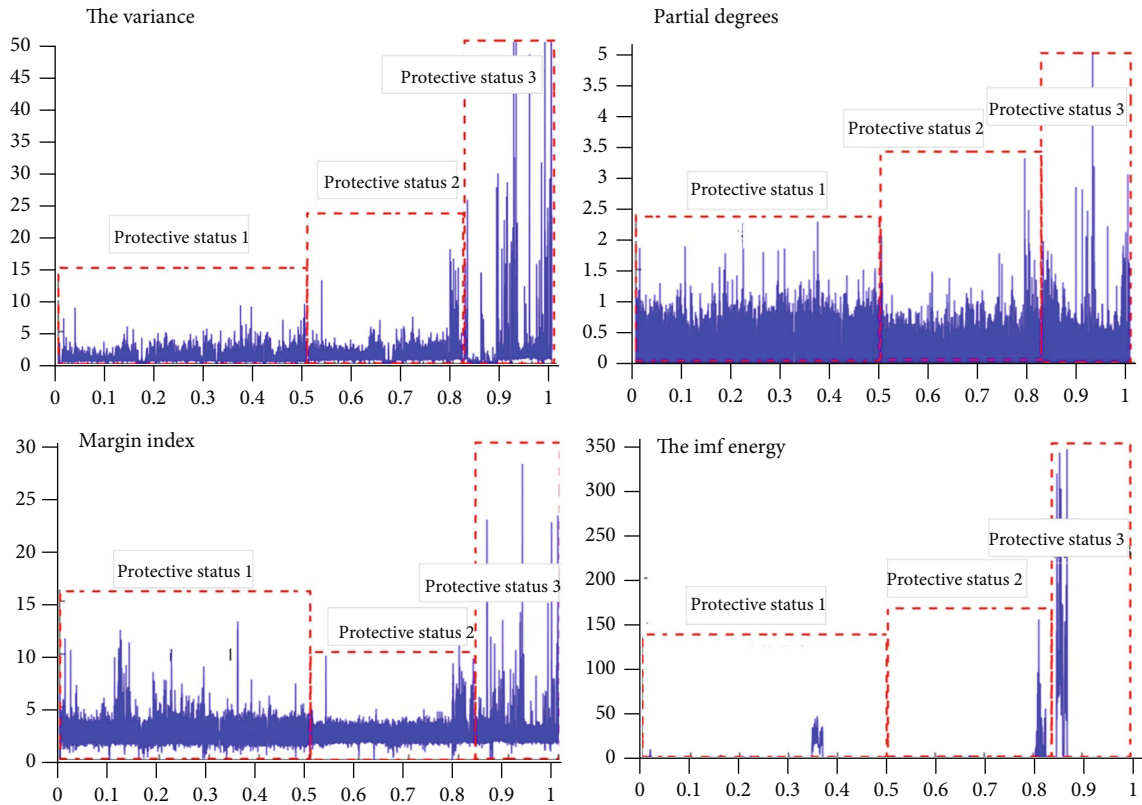 The variance
50
45
40
35
30
25
20
15
10
5
0
Protective status 1
Protective status 2
Protective status 3
0 0.1 0.2 0.3 0.4 0.5 0.6 0.7 0.8 0.9 1
Partial degrees
5
4.5
4
3.5
3
2.5
2
1.5
1
0.5
0
Protective status 1
Protective status 2
Protective status 3
0 0.1 0.2 0.3 0.4 0.5 0.6 0.7 0.8 0.9 1
Margin index
30
25
20
15
10
5
0
Protective status 1
Protective status 2
Protective status 3
0 0.1 0.2 0.3 0.4 0.5 0.6 0.7 0.8 0.9 1
The imf energy
350
300
250
200
150
100
50
0
Protective status 1
Protective status 2
Protective status 3
0 0.1 0.2 0.3 0.4 0.5 0.6 0.7 0.8 0.9 1